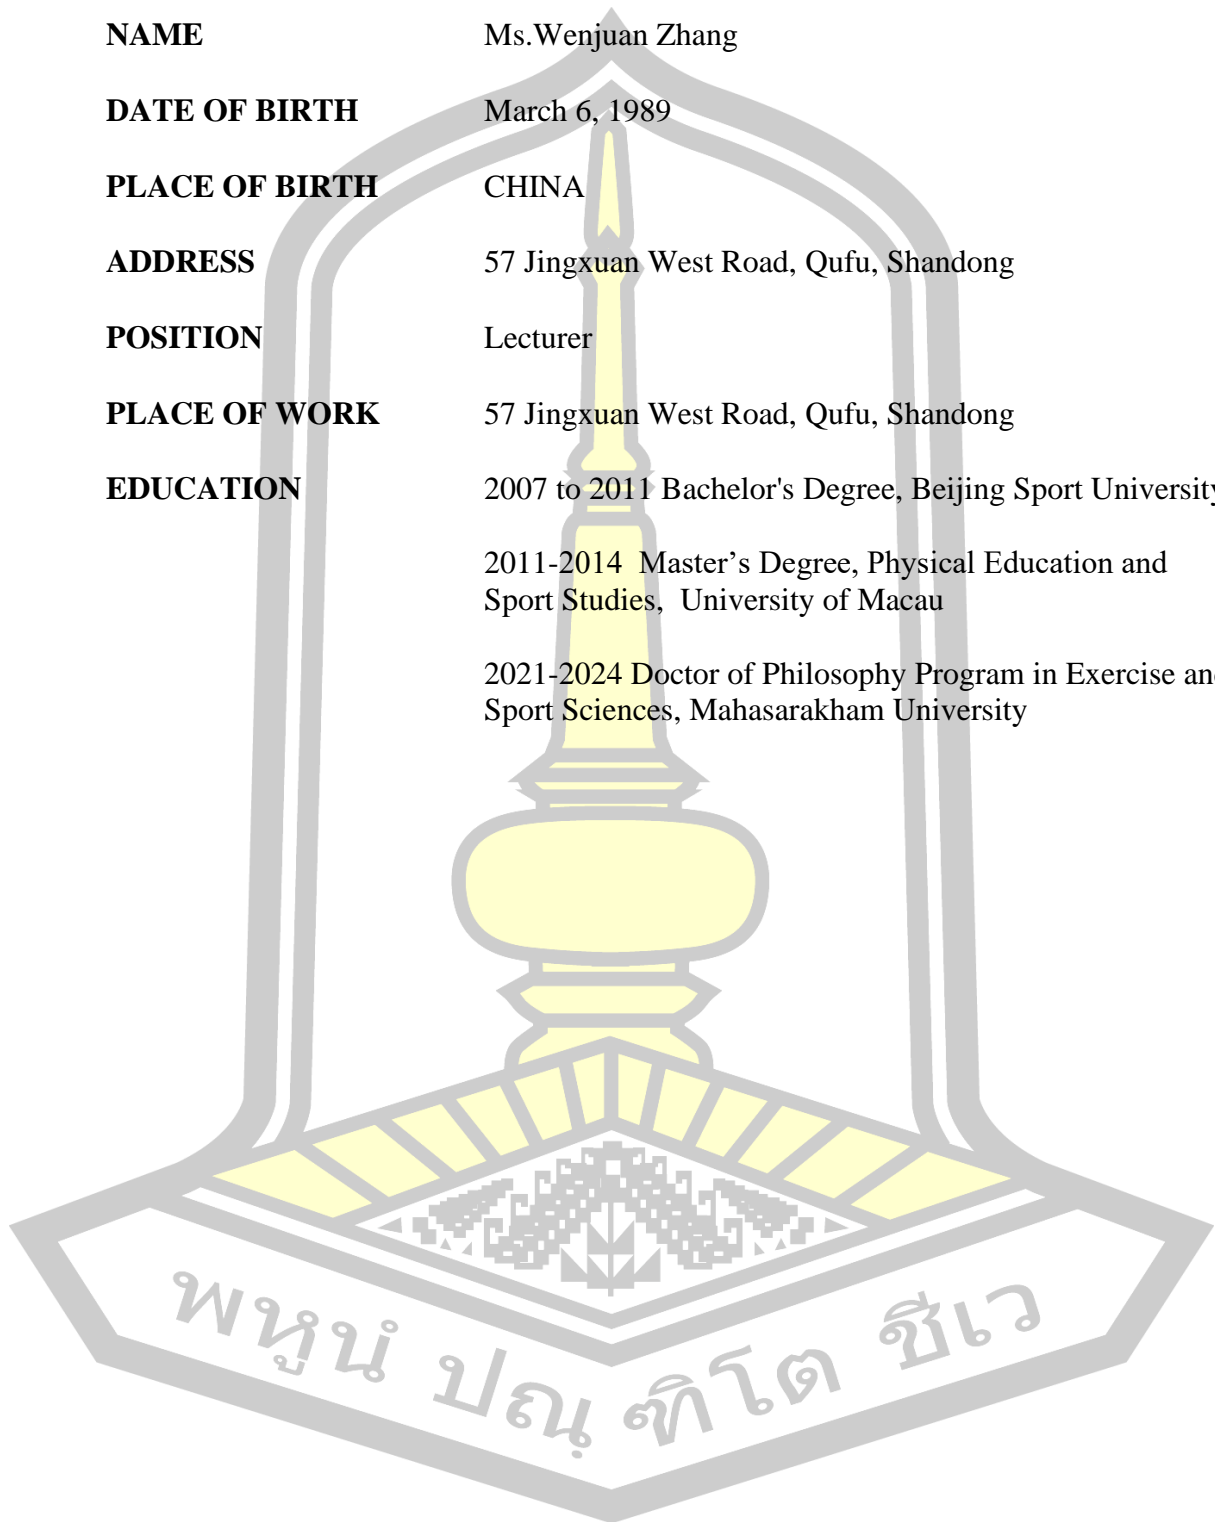 NAME Ms.Wenjuan Zhang
DATE OF BIRTH March 6, 1989
PLACE OF BIRTH CHINA
ADDRESS 57 Jingxuan West Road, Qufu, Shandong
POSITION Lecturer
PLACE OF WORK 57 Jingxuan West Road, Qufu, Shandong
EDUCATION 2007 to 2011 Bachelor's Degree, Beijing Sport University
2011-2014 Master’s Degree, Physical Education and
Sport Studies, University of Macau
2021-2024 Doctor of Philosophy Program in Exercise and
Sport Sciences, Mahasarakham University
พหูนํ ปณฺฑิโต ชีเว